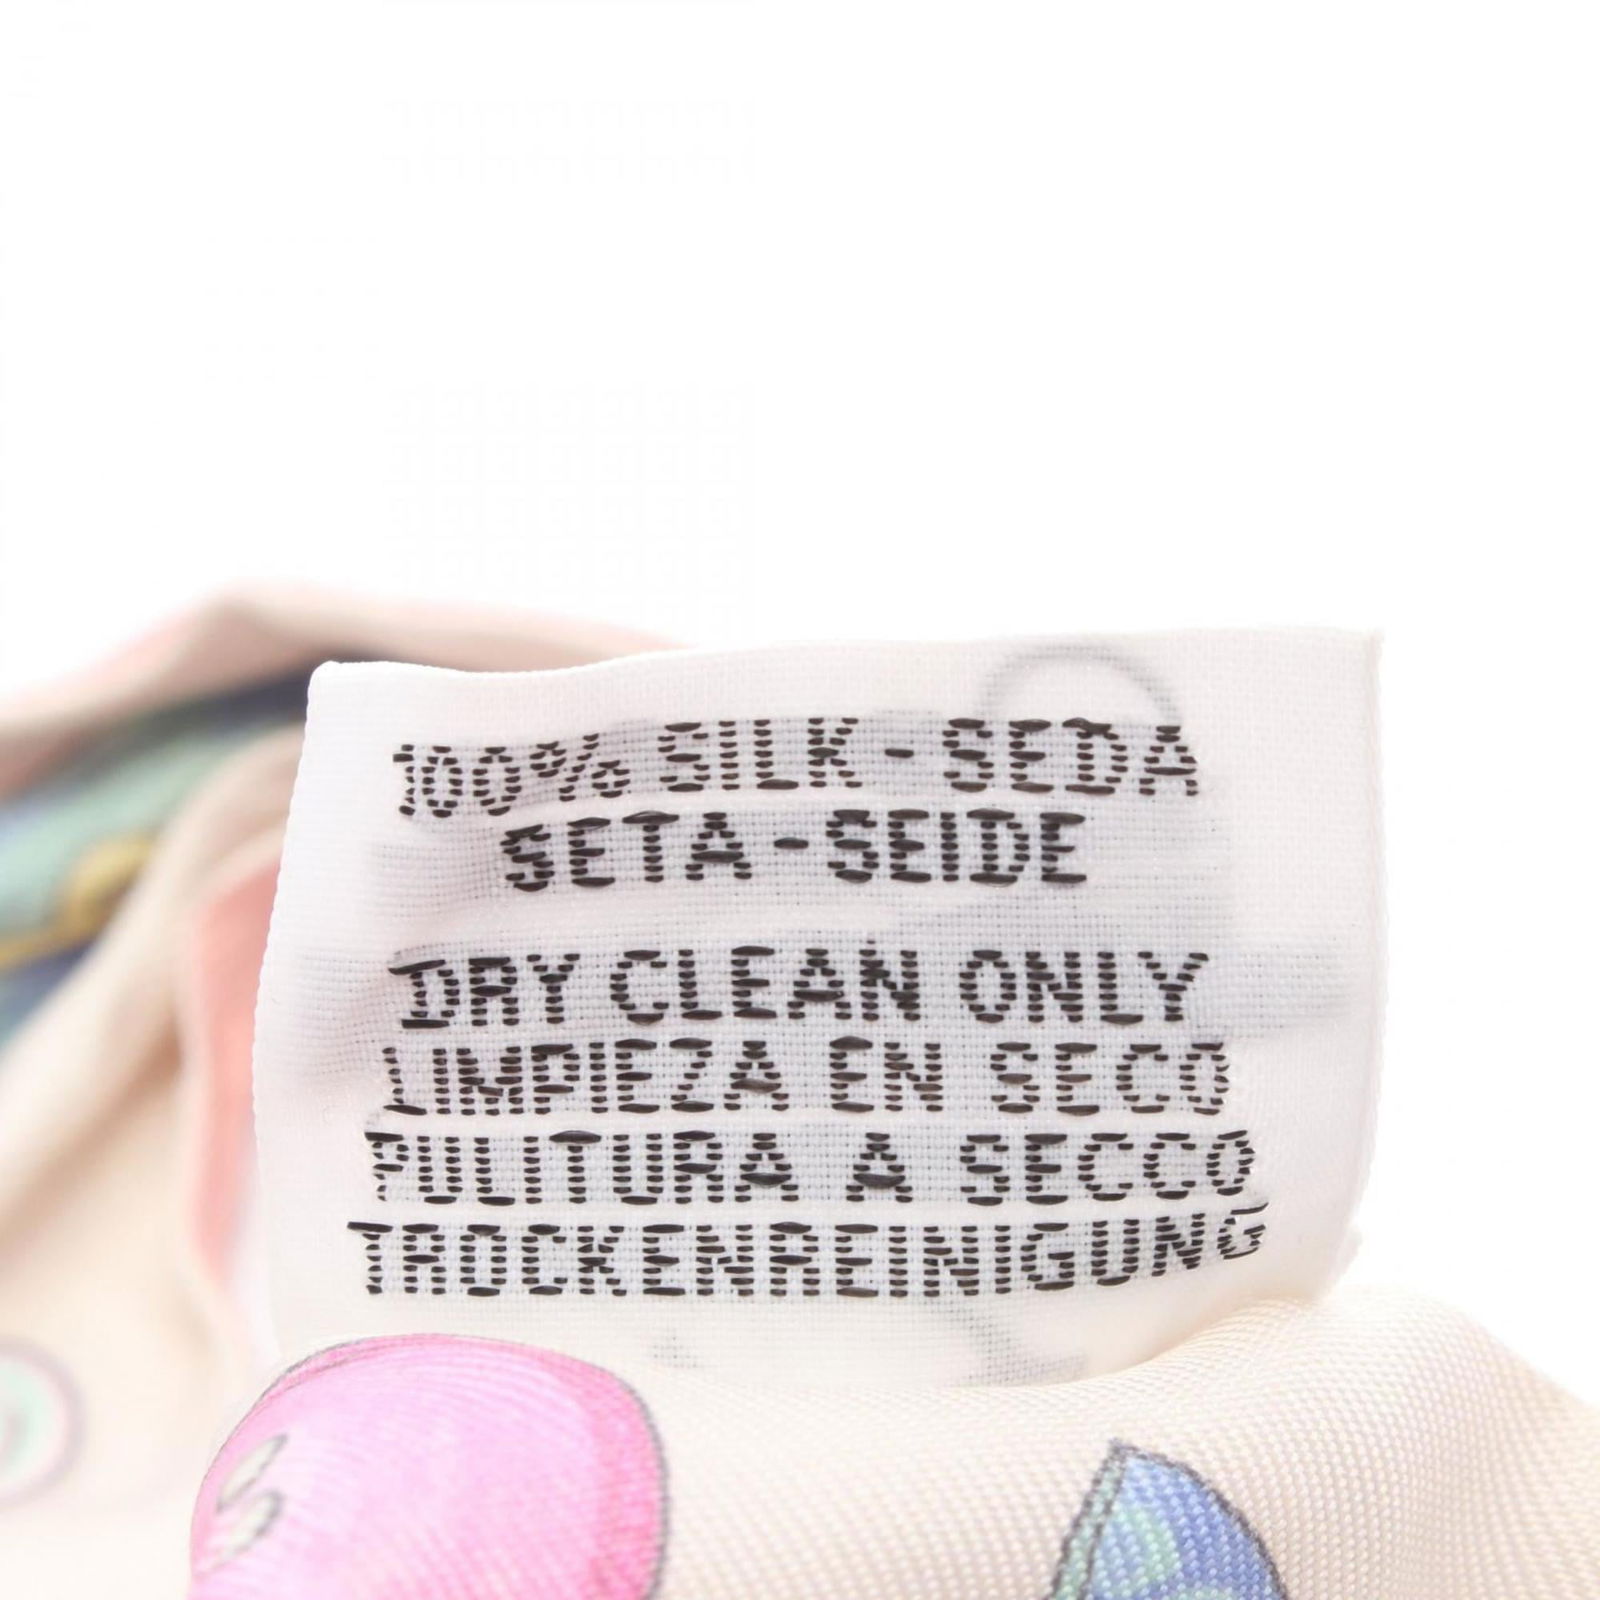 100% SILK - SEDA
SETA - SEIDE
DRY CLEAN ONLY
LIMPIEZA EN SECO
PULITURA A SECCO
TROCKENREINIGUNG